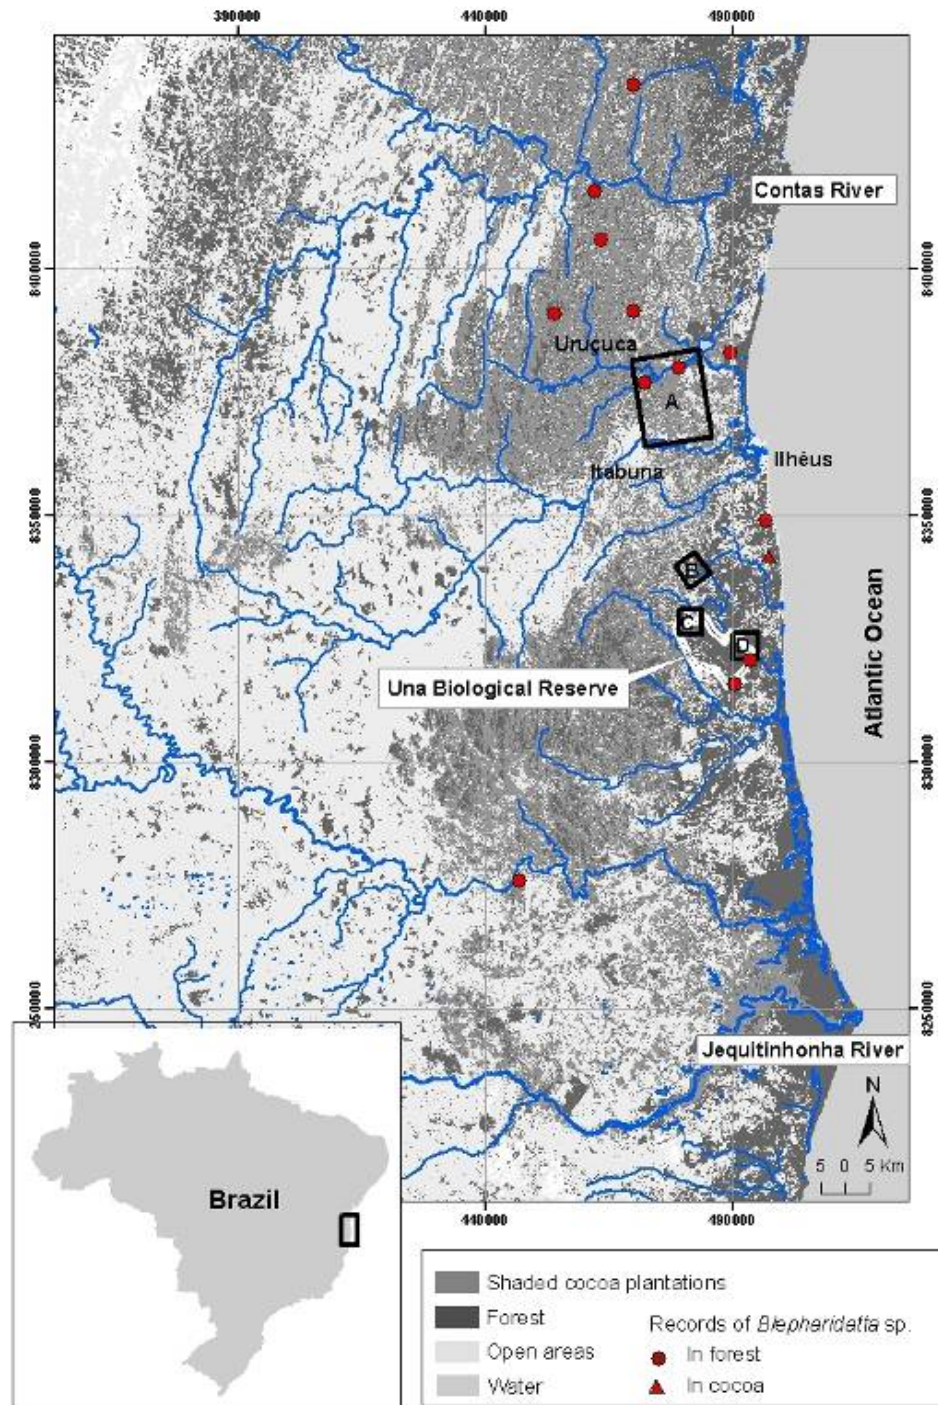 390000 440000 490000
Contas River
8400000 8400000
Uruçuca
A
Itabuna
Ilhéus
8350000 8350000
B
C
D
Una Biological Reserve
Atlantic Ocean
8300000 8300000
8250000 8250000
Jequitinhonha River
N
5 0 5 Km
Brazil
440000 490000
Shaded cocoa plantations
Forest
Open areas
Water
Records of Blepharidatta sp.
In forest
In cocoa